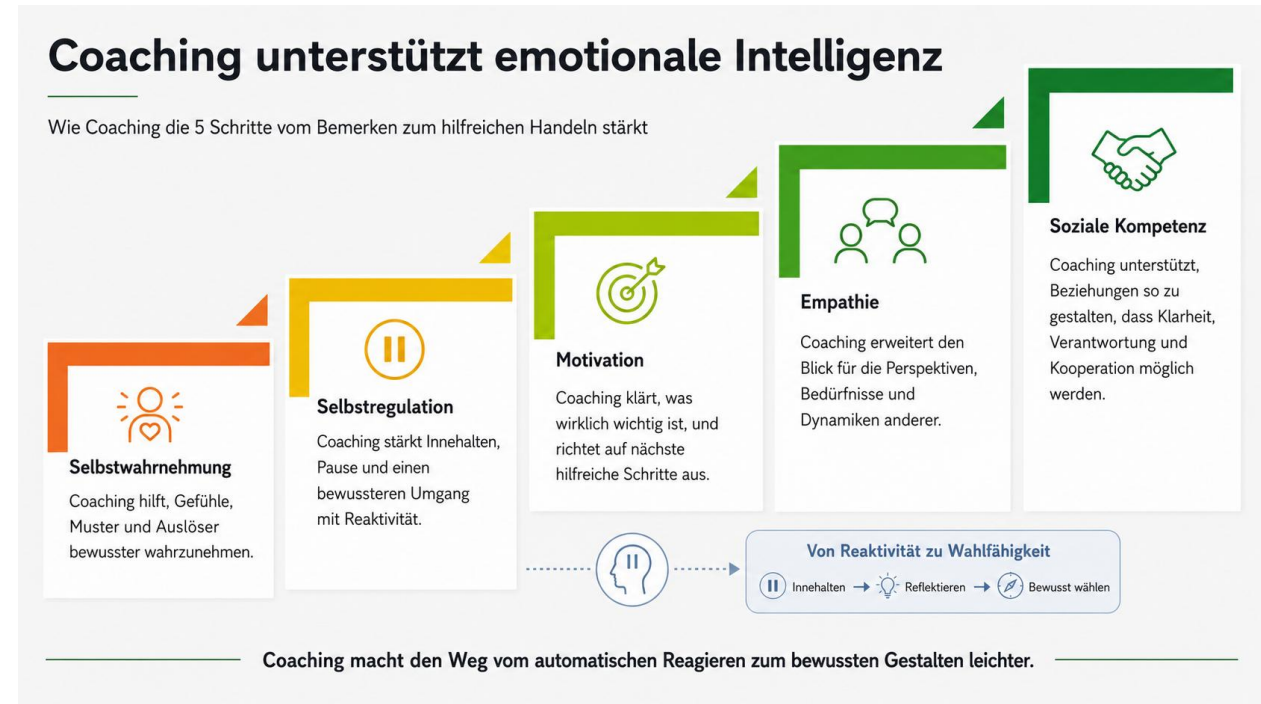 Coaching unterstützt emotionale Intelligenz
Wie Coaching die 5 Schritte vom Bemerken zum hilfreichen Handeln stärkt
Selbstwahrnehmung
Coaching hilft, Gefühle,
Muster und Auslöser
bewusster wahrzunehmen.
Selbstregulation
Coaching stärkt Innehalten,
Pause und einen
bewussteren Umgang
mit Reaktivität.
Motivation
Coaching klärt, was
wirklich wichtig ist, und
richtet auf nächste
hilfreiche Schritte aus.
Empathie
Coaching erweitert den
Blick für die Perspektiven,
Bedürfnisse und
Dynamiken anderer.
Soziale Kompetenz
Coaching unterstützt,
Beziehungen so zu
gestalten, dass Klarheit,
Verantwortung und
Kooperation möglich
werden.
Von Reaktivität zu Wahlfähigkeit
Innehalten
Reflektieren
Bewusst wählen
Coaching macht den Weg vom automatischen Reagieren zum bewussten Gestalten leichter.